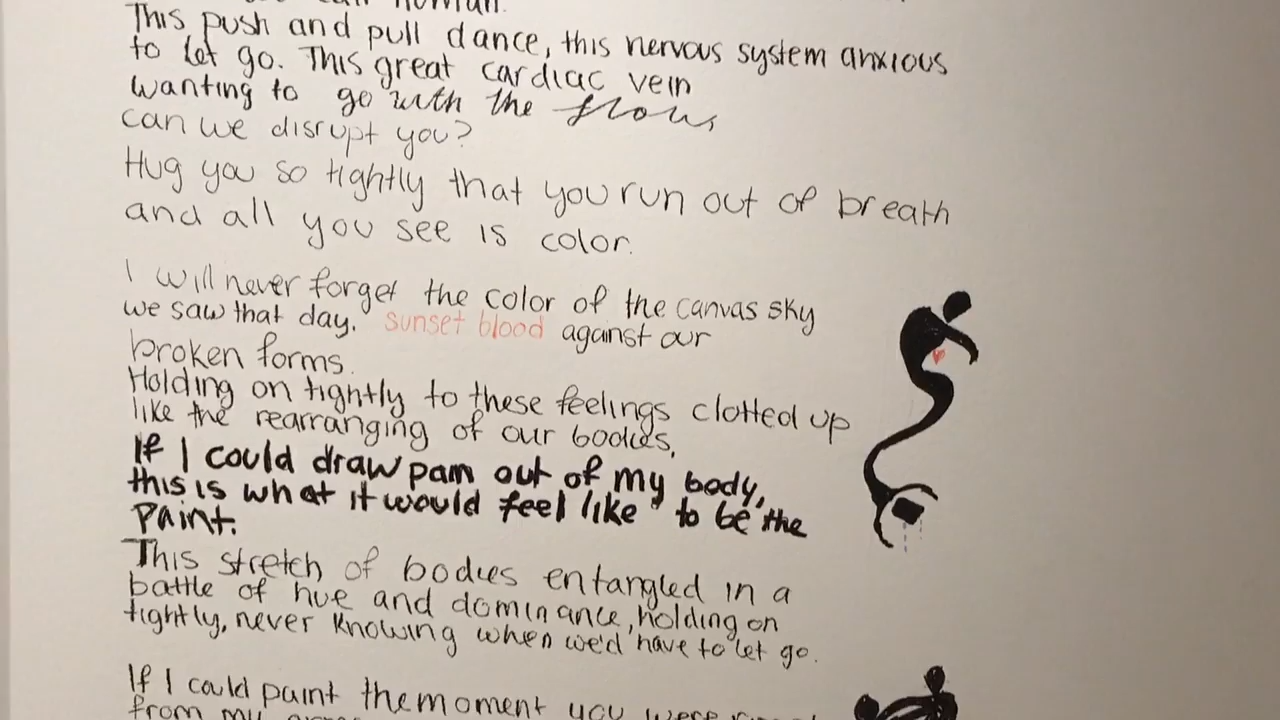 This push and pull dance, this nervous system anxious
to let go. This great cardiac vein
wanting to go with the flow,
can we disrupt you?
Hug you so tightly that you run out of breath
and all you see is color.
I will never forget the color of the canvas sky
we saw that day. sunset blood against our
broken forms.
Holding on tightly to these feelings clotted up
like the rearranging of our bodies,
If I could draw pain out of my body,
this is what it would feel like to be the
paint.
This stretch of bodies entangled in a
battle of hue and dominance, holding on
tightly, never knowing when we'd have to let go.
If I could paint the moment you were
from my